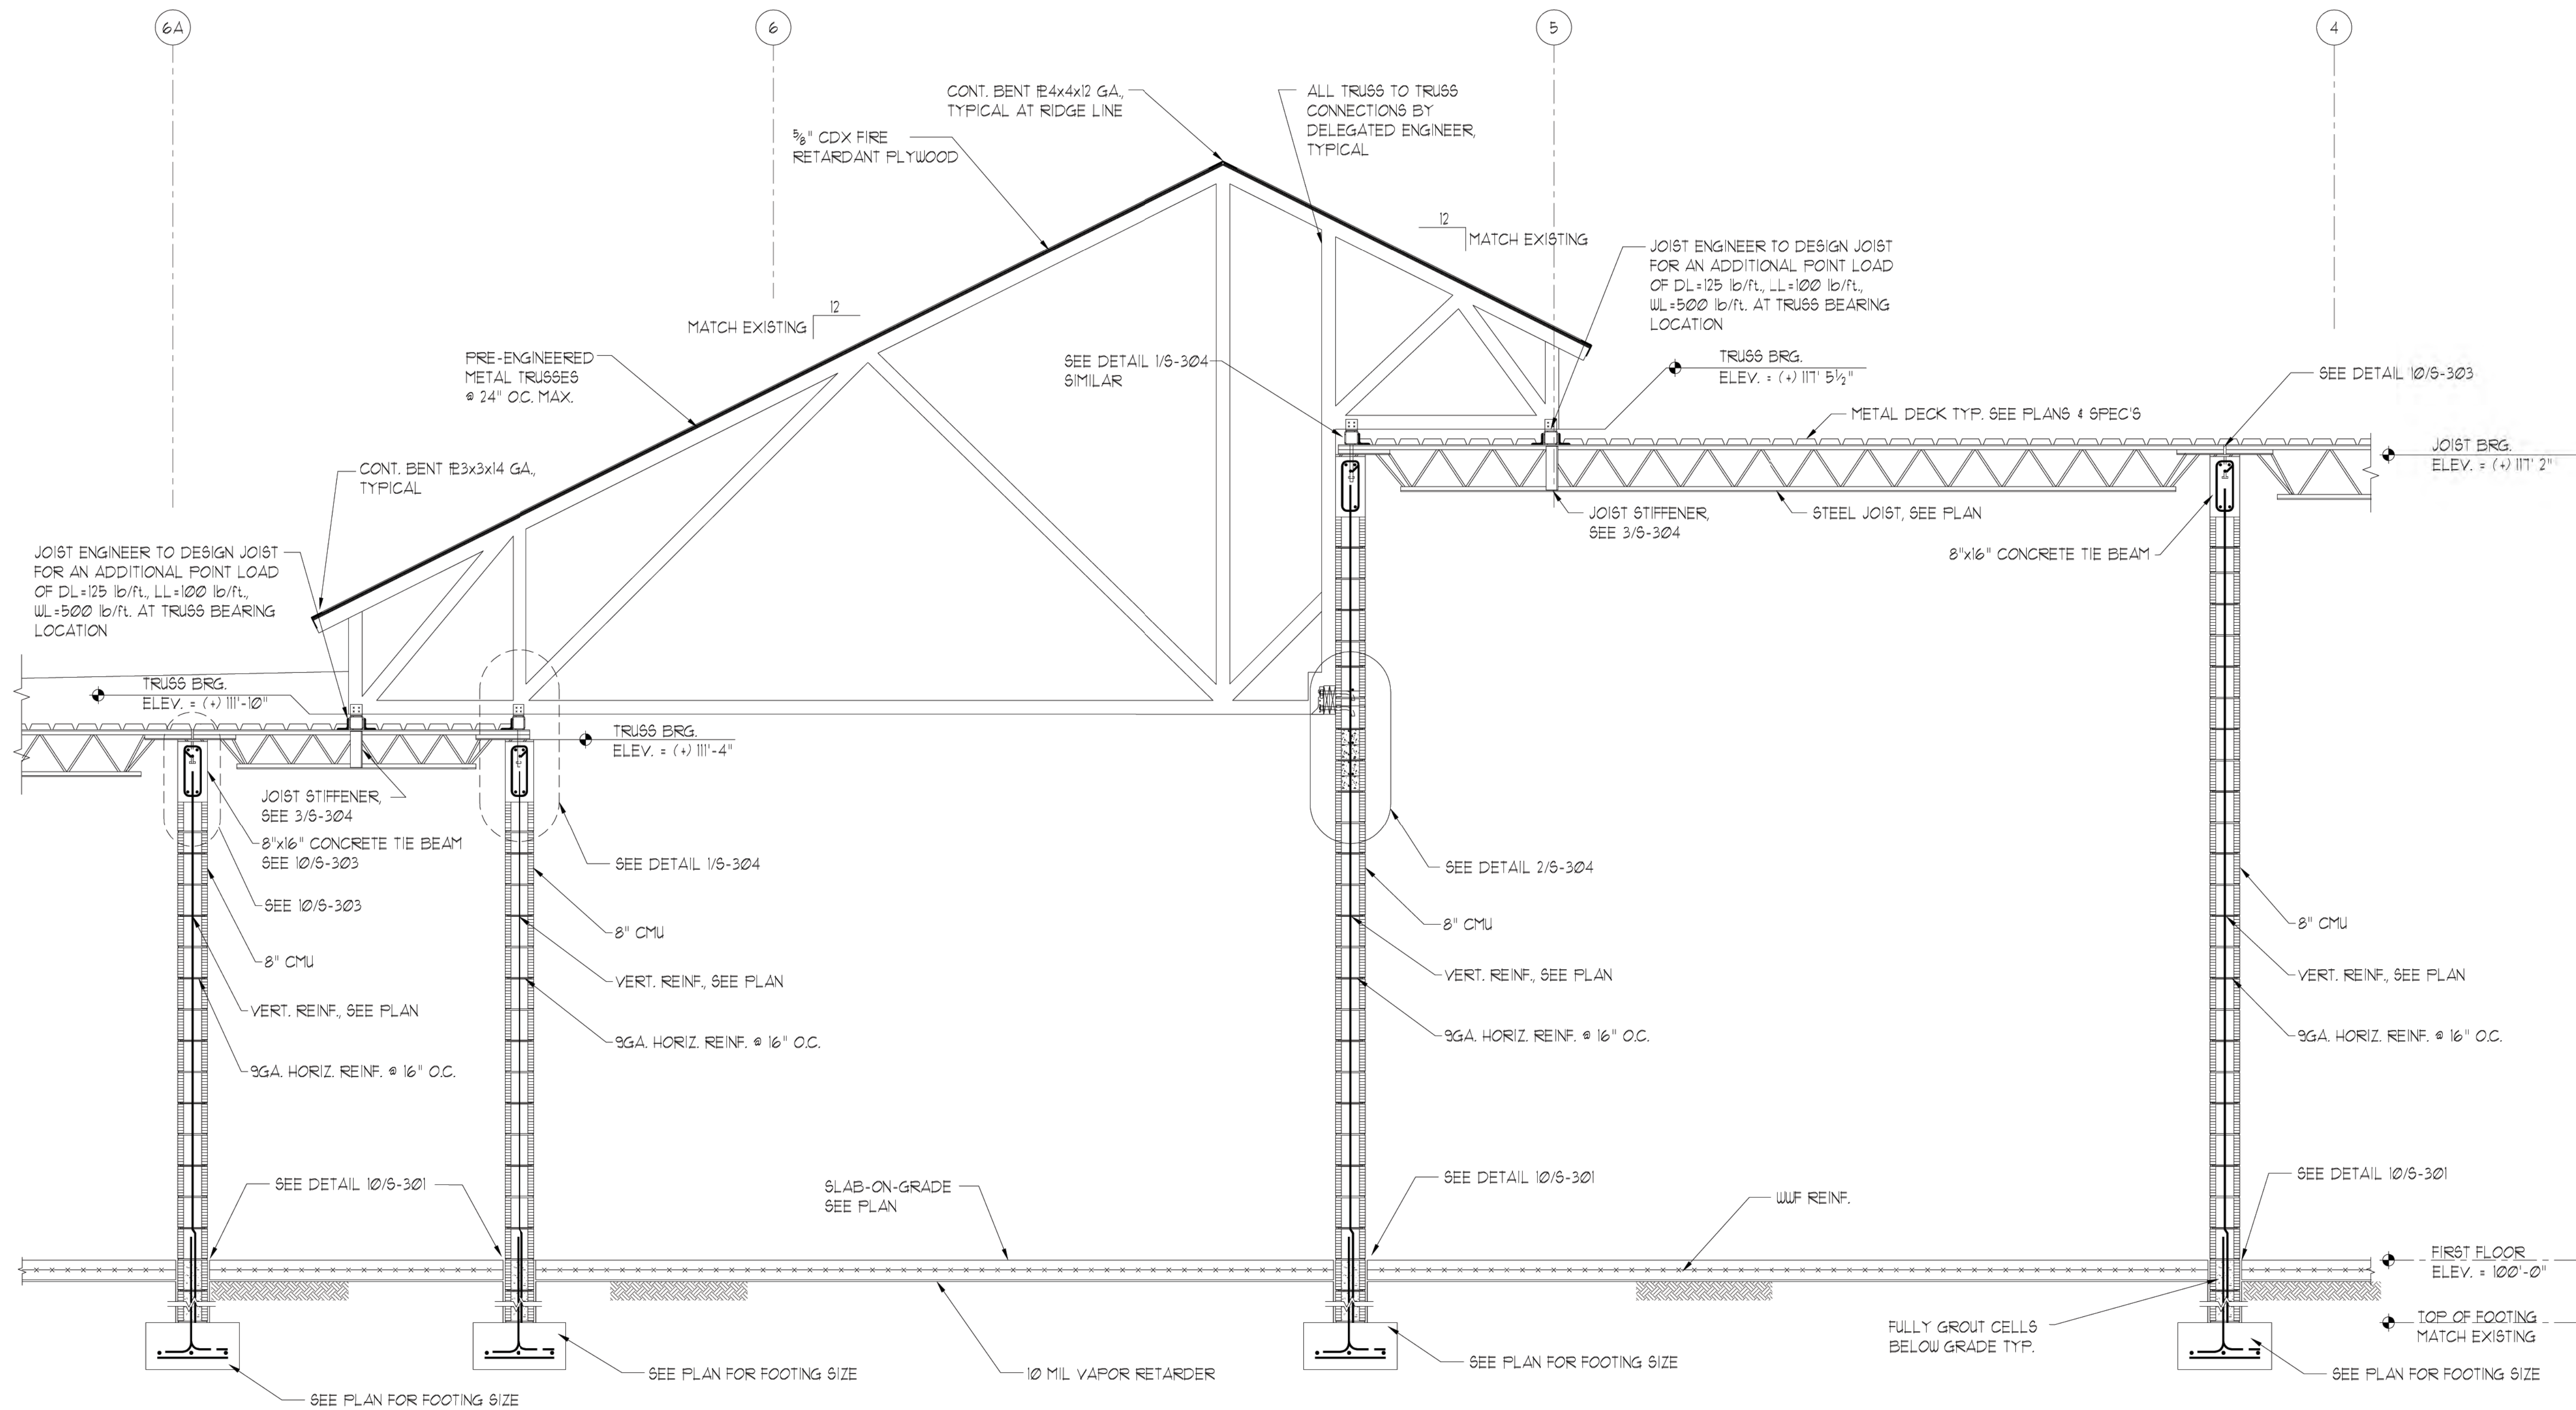 6A
6
5
4
CONT. BENT PL4x4x12 GA.,
TYPICAL AT RIDGE LINE
ALL TRUSS TO TRUSS
CONNECTIONS BY
DELEGATED ENGINEER,
TYPICAL
5/8" CDX FIRE
RETARDANT PLYWOOD
12
MATCH EXISTING
JOIST ENGINEER TO DESIGN JOIST
FOR AN ADDITIONAL POINT LOAD
OF DL=125 lb/ft., LL=100 lb/ft.,
WL=500 lb/ft. AT TRUSS BEARING
LOCATION
12
MATCH EXISTING
PRE-ENGINEERED
METAL TRUSSES
@ 24" O.C. MAX.
SEE DETAIL 1/S-304
SIMILAR
TRUSS BRG.
ELEV. = (+) 117' 5½"
SEE DETAIL 10/S-303
METAL DECK TYP. SEE PLANS & SPEC'S
JOIST BRG.
ELEV. = (+) 117' 2"
CONT. BENT PL3x3x14 GA.,
TYPICAL
JOIST STIFFENER,
SEE 3/S-304
STEEL JOIST, SEE PLAN
8"x16" CONCRETE TIE BEAM
JOIST ENGINEER TO DESIGN JOIST
FOR AN ADDITIONAL POINT LOAD
OF DL=125 lb/ft., LL=100 lb/ft.,
WL=500 lb/ft. AT TRUSS BEARING
LOCATION
TRUSS BRG.
ELEV. = (+) 111'-10"
TRUSS BRG.
ELEV. = (+) 111'-4"
JOIST STIFFENER,
SEE 3/S-304
8"x16" CONCRETE TIE BEAM
SEE 10/S-303
SEE DETAIL 1/S-304
SEE DETAIL 2/S-304
SEE 10/S-303
8" CMU
8" CMU
8" CMU
8" CMU
VERT. REINF., SEE PLAN
VERT. REINF., SEE PLAN
VERT. REINF., SEE PLAN
VERT. REINF., SEE PLAN
9GA. HORIZ. REINF. @ 16" O.C.
9GA. HORIZ. REINF. @ 16" O.C.
9GA. HORIZ. REINF. @ 16" O.C.
9GA. HORIZ. REINF. @ 16" O.C.
SEE DETAIL 10/S-301
SLAB-ON-GRADE
SEE PLAN
SEE DETAIL 10/S-301
WWF REINF.
SEE DETAIL 10/S-301
FIRST FLOOR
ELEV. = 100'-0"
TOP OF FOOTING
MATCH EXISTING
FULLY GROUT CELLS
BELOW GRADE TYP.
SEE PLAN FOR FOOTING SIZE
SEE PLAN FOR FOOTING SIZE
10 MIL VAPOR RETARDER
SEE PLAN FOR FOOTING SIZE
SEE PLAN FOR FOOTING SIZE